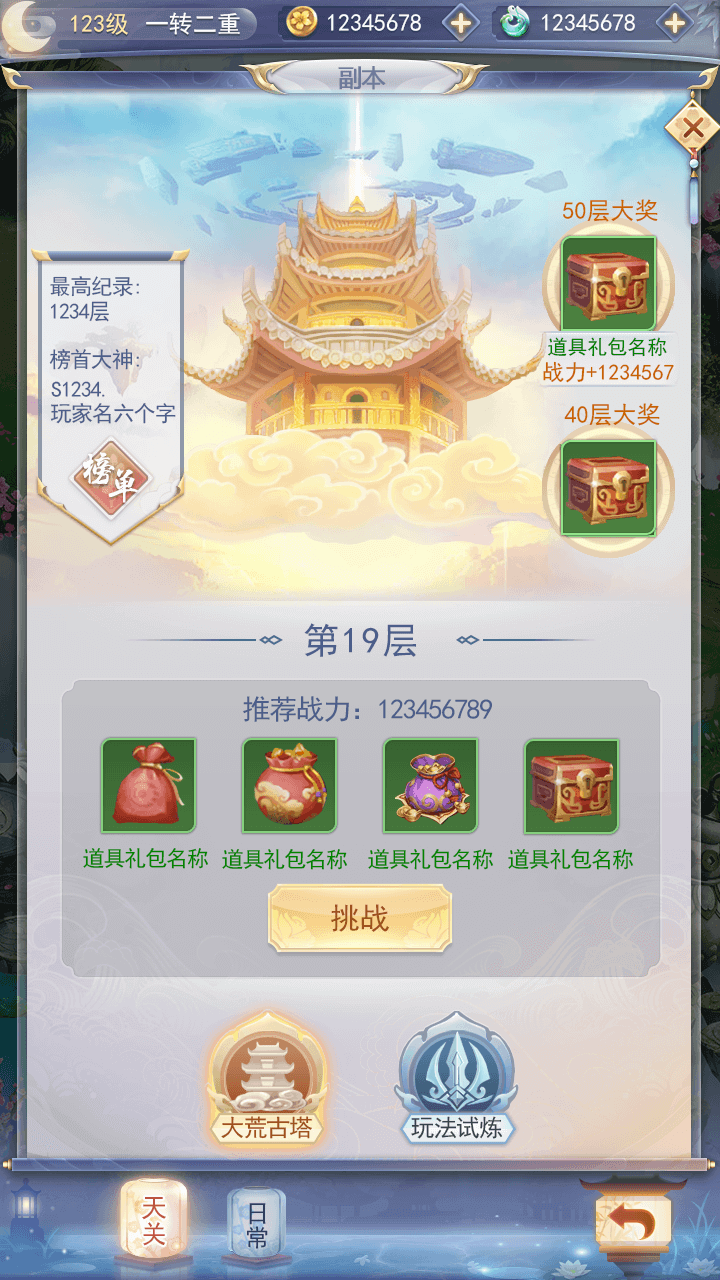 123级 一转二重 12345678 12345678
副本
50层大奖
最高纪录:
1234层
道具礼包名称
战力+1234567
榜首大神:
S1234.
玩家名六个字
40层大奖
榜单
第19层
推荐战力: 123456789
道具礼包名称 道具礼包名称 道具礼包名称 道具礼包名称
挑战
大荒古塔 玩法试炼
天关 日常